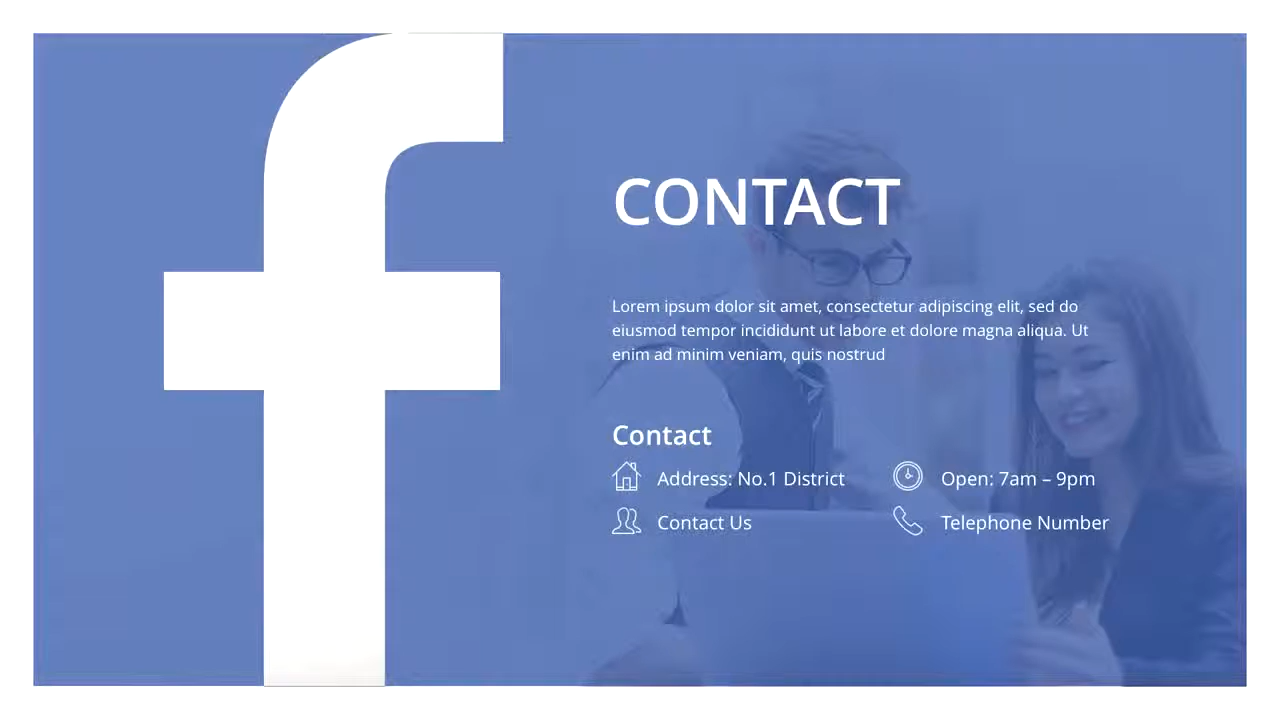 f
CONTACT
Lorem ipsum dolor sit amet, consectetur adipiscing elit, sed do
eiusmod tempor incididunt ut labore et dolore magna aliqua. Ut
enim ad minim veniam, quis nostrud
Contact
Address: No.1 District
Open: 7am – 9pm
Contact Us
Telephone Number